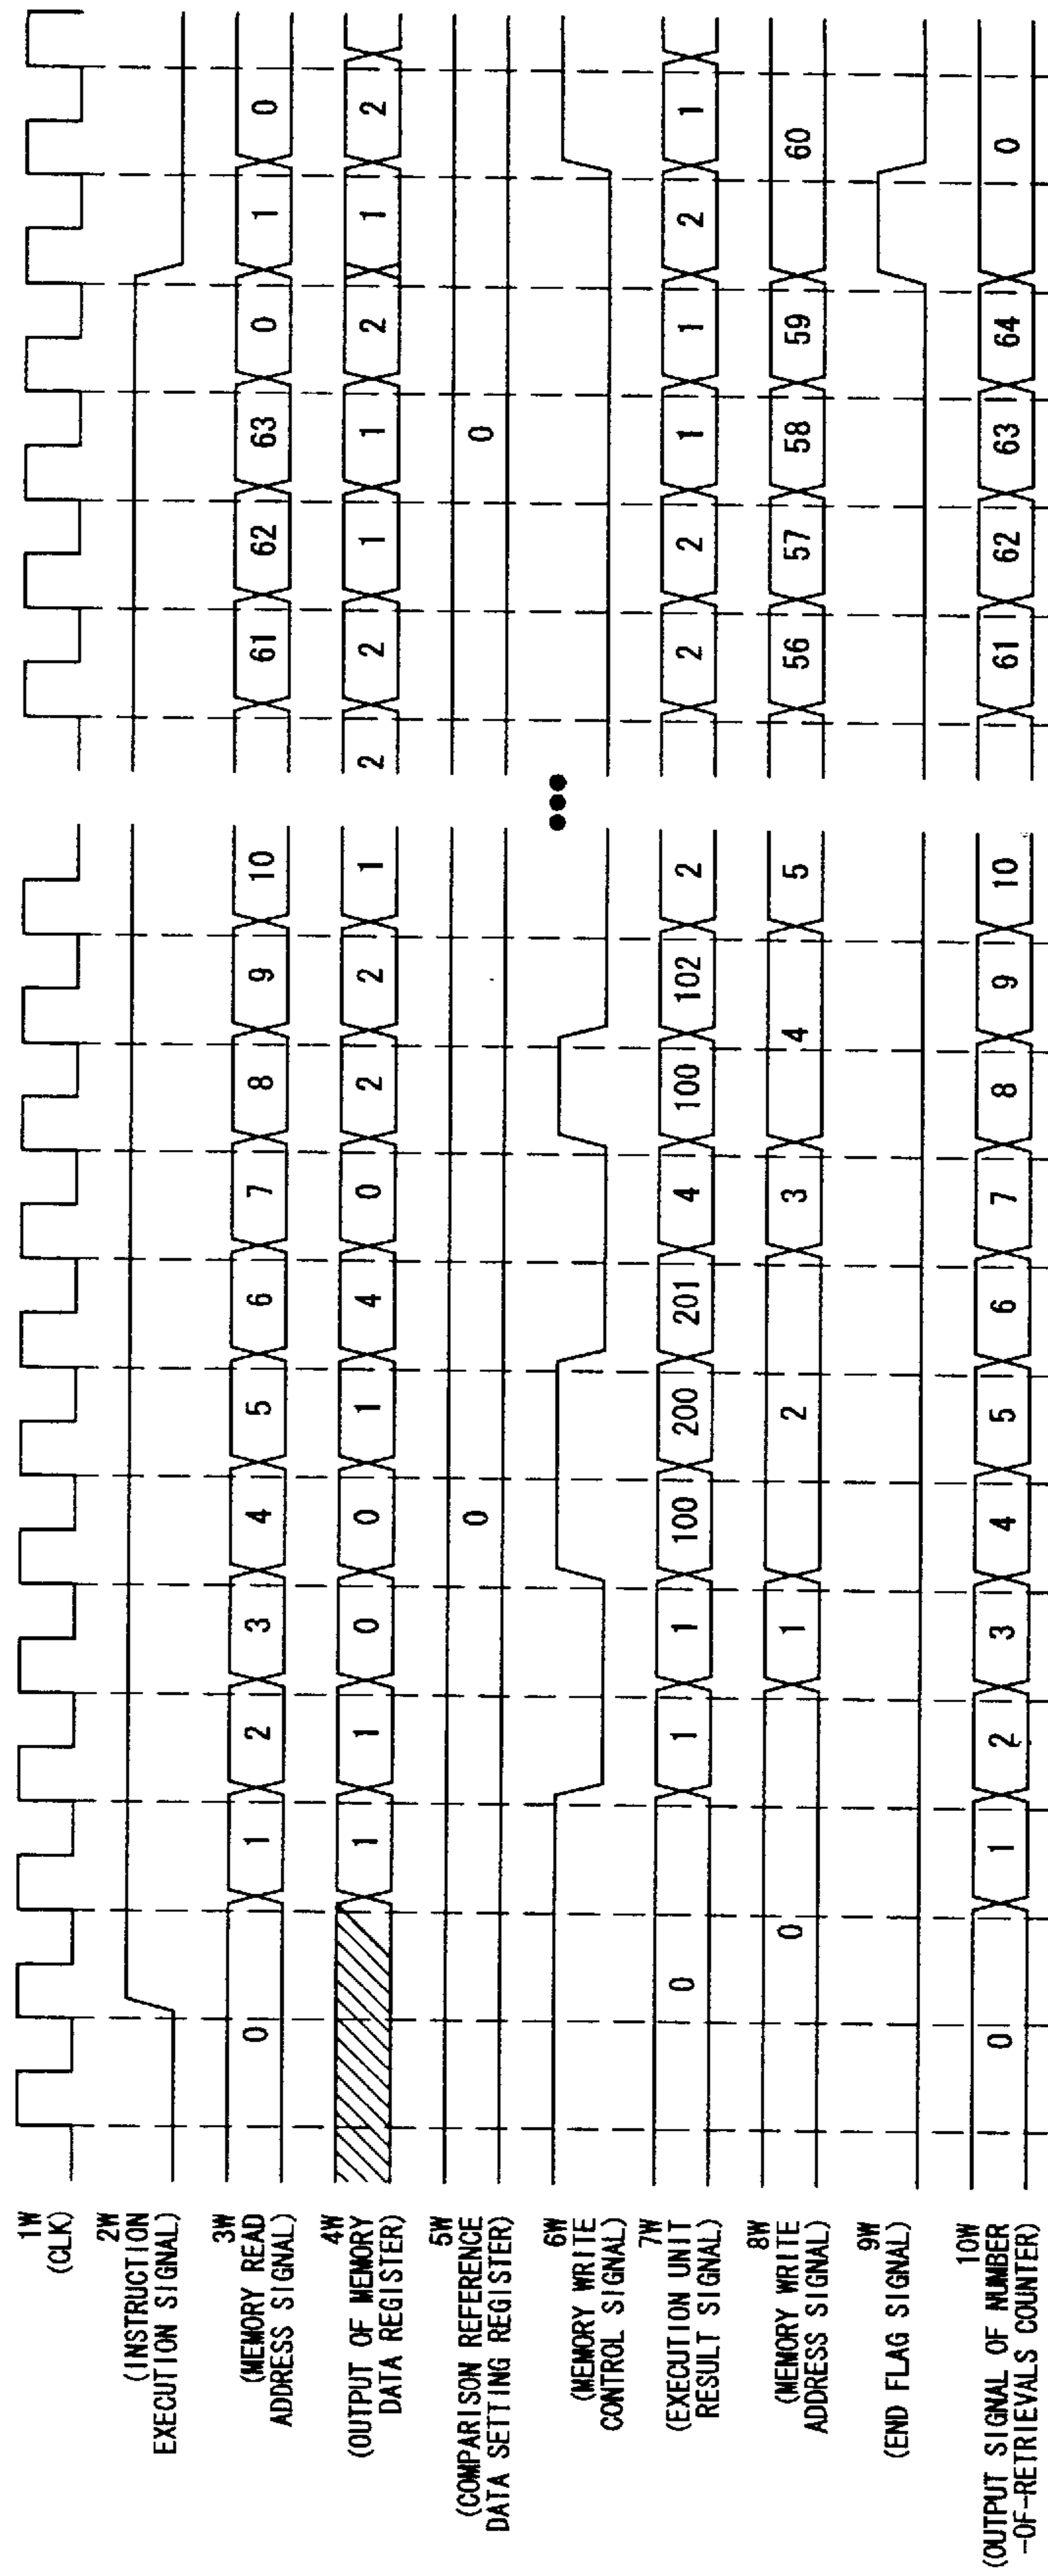 1W
(CLK)
2W
(INSTRUCTION
EXECUTION SIGNAL)
3W
(MEMORY READ
ADDRESS SIGNAL)
0 1 2 3 4 5 6 7 8 9 10 61 62 63 0 1 0
4W
(OUTPUT OF MEMORY
DATA REGISTER)
1 1 0 0 1 4 0 2 2 1 2 2 1 1 2 1 2
5W
(COMPARISON REFERENCE
DATA SETTING REGISTER)
0 0
6W
(MEMORY WRITE
CONTROL SIGNAL)
7W
(EXECUTION UNIT
RESULT SIGNAL)
0 1 1 100 200 201 4 100 102 2 2 2 1 1 2 1
8W
(MEMORY WRITE
ADDRESS SIGNAL)
0 1 2 3 4 5 56 57 58 59 60
9W
(END FLAG SIGNAL)
10W
(OUTPUT SIGNAL OF NUMBER
-OF-RETRIEVALS COUNTER)
0 1 2 3 4 5 6 7 8 9 10 61 62 63 64 0